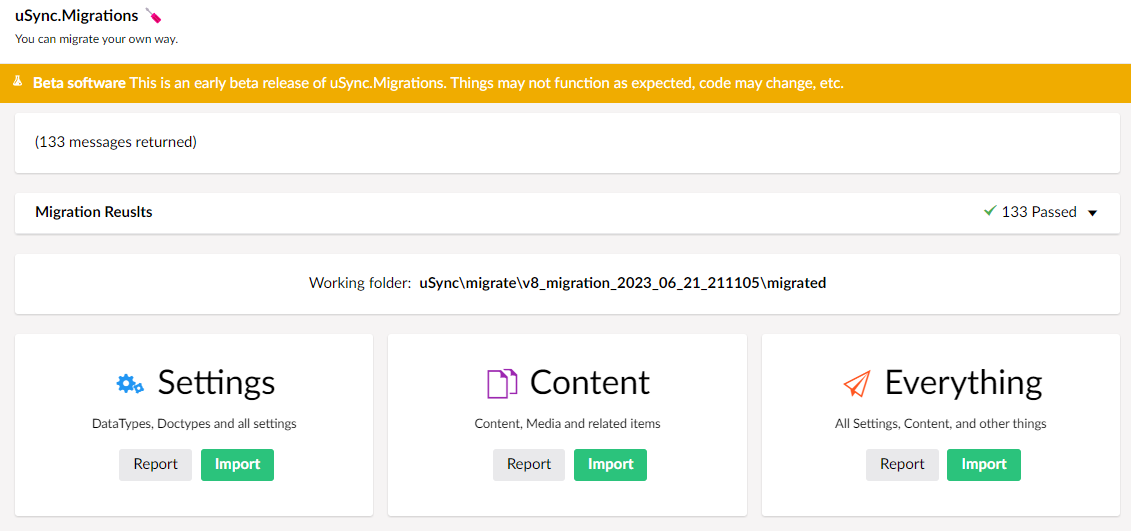 uSync.Migrations
You can migrate your own way.
Beta software This is an early beta release of uSync.Migrations. Things may not function as expected, code may change, etc.
(133 messages returned)
Migration Reuslts 133 Passed
Working folder: uSync\migrate\v8_migration_2023_06_21_211105\migrated
Settings
DataTypes, Doctypes and all settings
Report Import
Content
Content, Media and related items
Report Import
Everything
All Settings, Content, and other things
Report Import